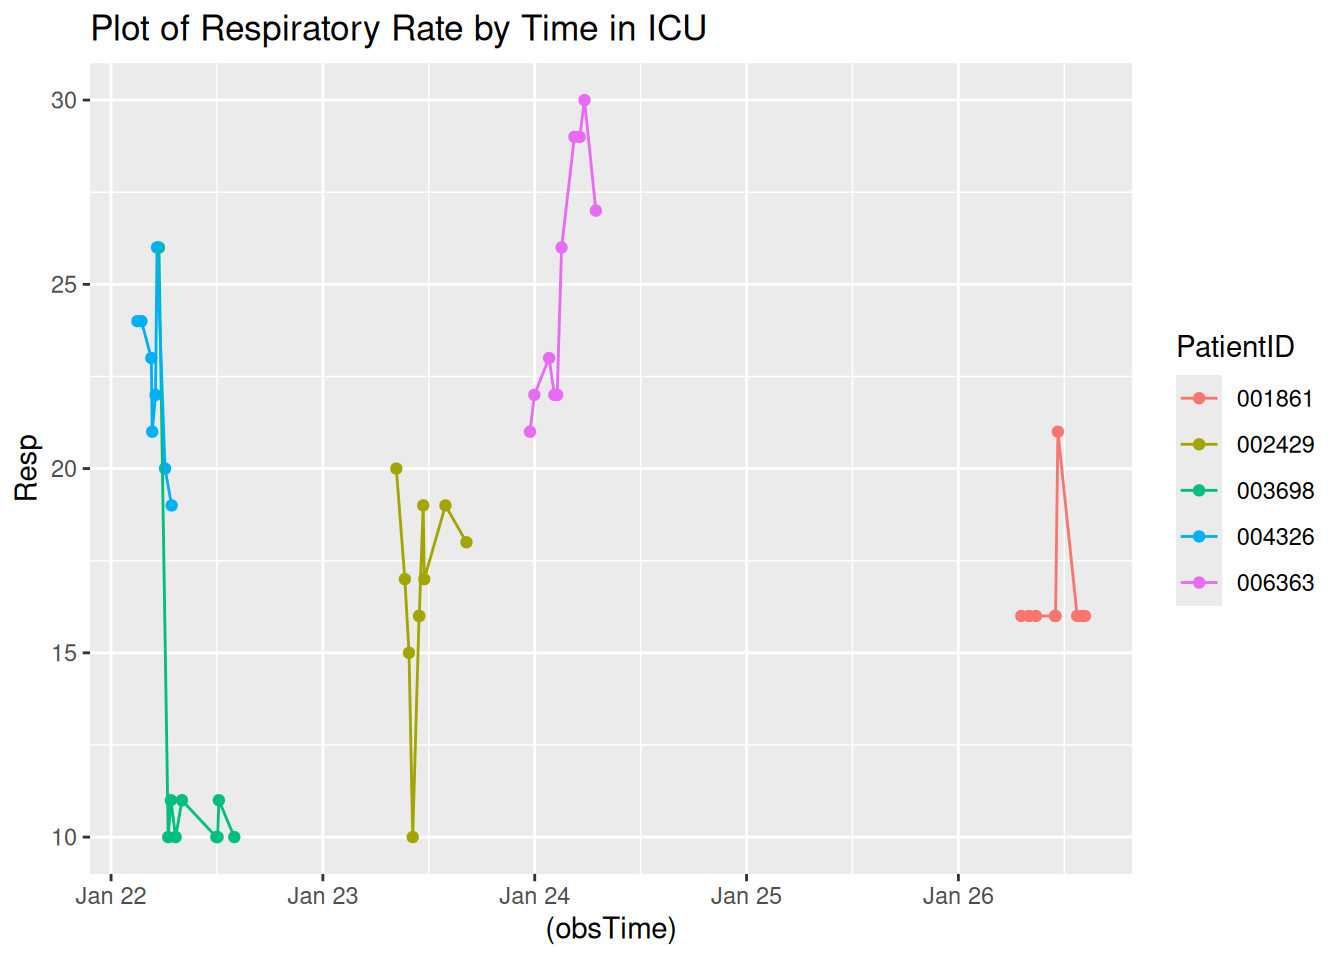 Plot of Respiratory Rate by Time in ICU
30
25
20
15
10
Resp
Jan 22
Jan 23
Jan 24
Jan 25
Jan 26
(obsTime)
PatientID
001861
002429
003698
004326
006363